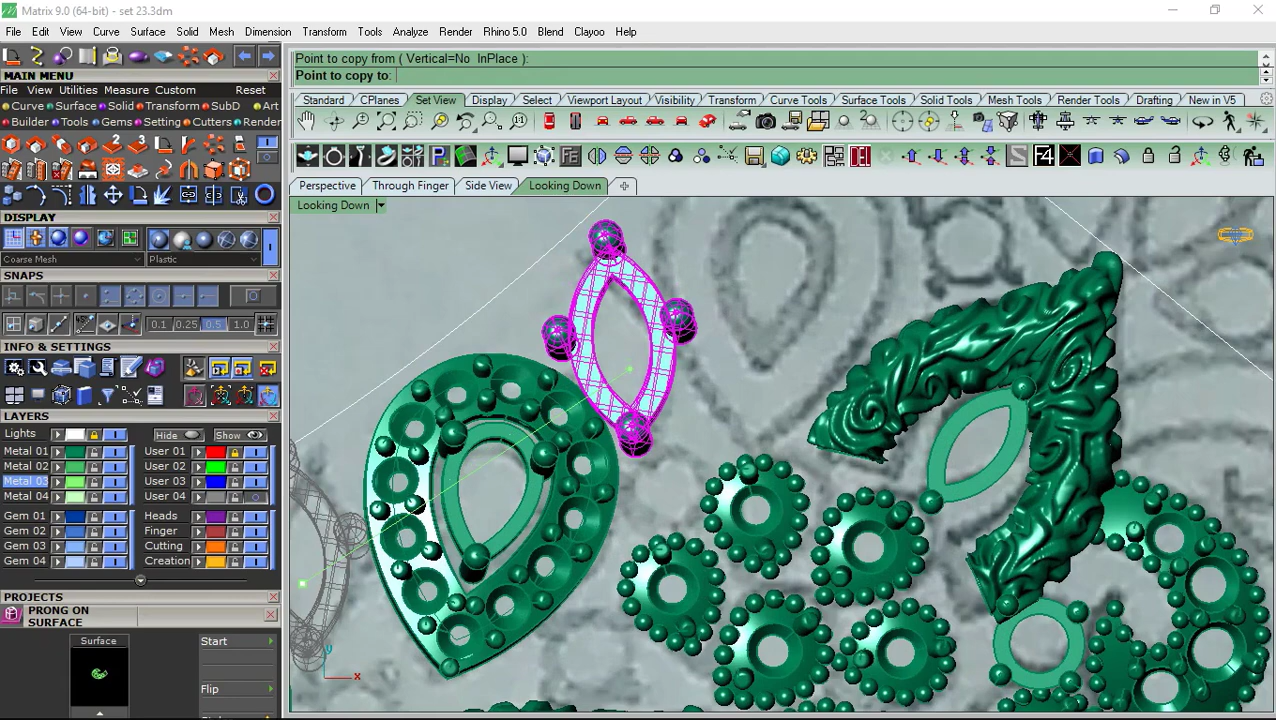 Matrix 9.0 (64-bit) - set 23.3dm
File Edit View Curve Surface Solid Mesh Dimension Transform Tools Analyze Render Rhino 5.0 Blend Clayoo Help
Point to copy from ( Vertical=No InPlace ):
Point to copy to:
MAIN MENU
File View Utilities Measure Custom Reset
Curve Surface Solid Transform SubD Art
Builder Tools Gems Setting Cutters Render
Standard CPlanes Set View Display Select Viewport Layout Visibility Transform Curve Tools Surface Tools Solid Tools Mesh Tools Render Tools Drafting New in V5
Perspective Through Finger Side View Looking Down
Looking Down
DISPLAY
Coarse Mesh Plastic
SNAPS
0.1 0.25 0.5 1.0
INFO & SETTINGS
LAYERS
Lights Hide Show
Metal 01 User 01
Metal 02 User 02
Metal 03 User 03
Metal 04 User 04
Gem 01 Heads
Gem 02 Finger
Gem 03 Cutting
Gem 04 Creation
PROJECTS
PRONG ON
SURFACE
Surface Start
Flip
y
x